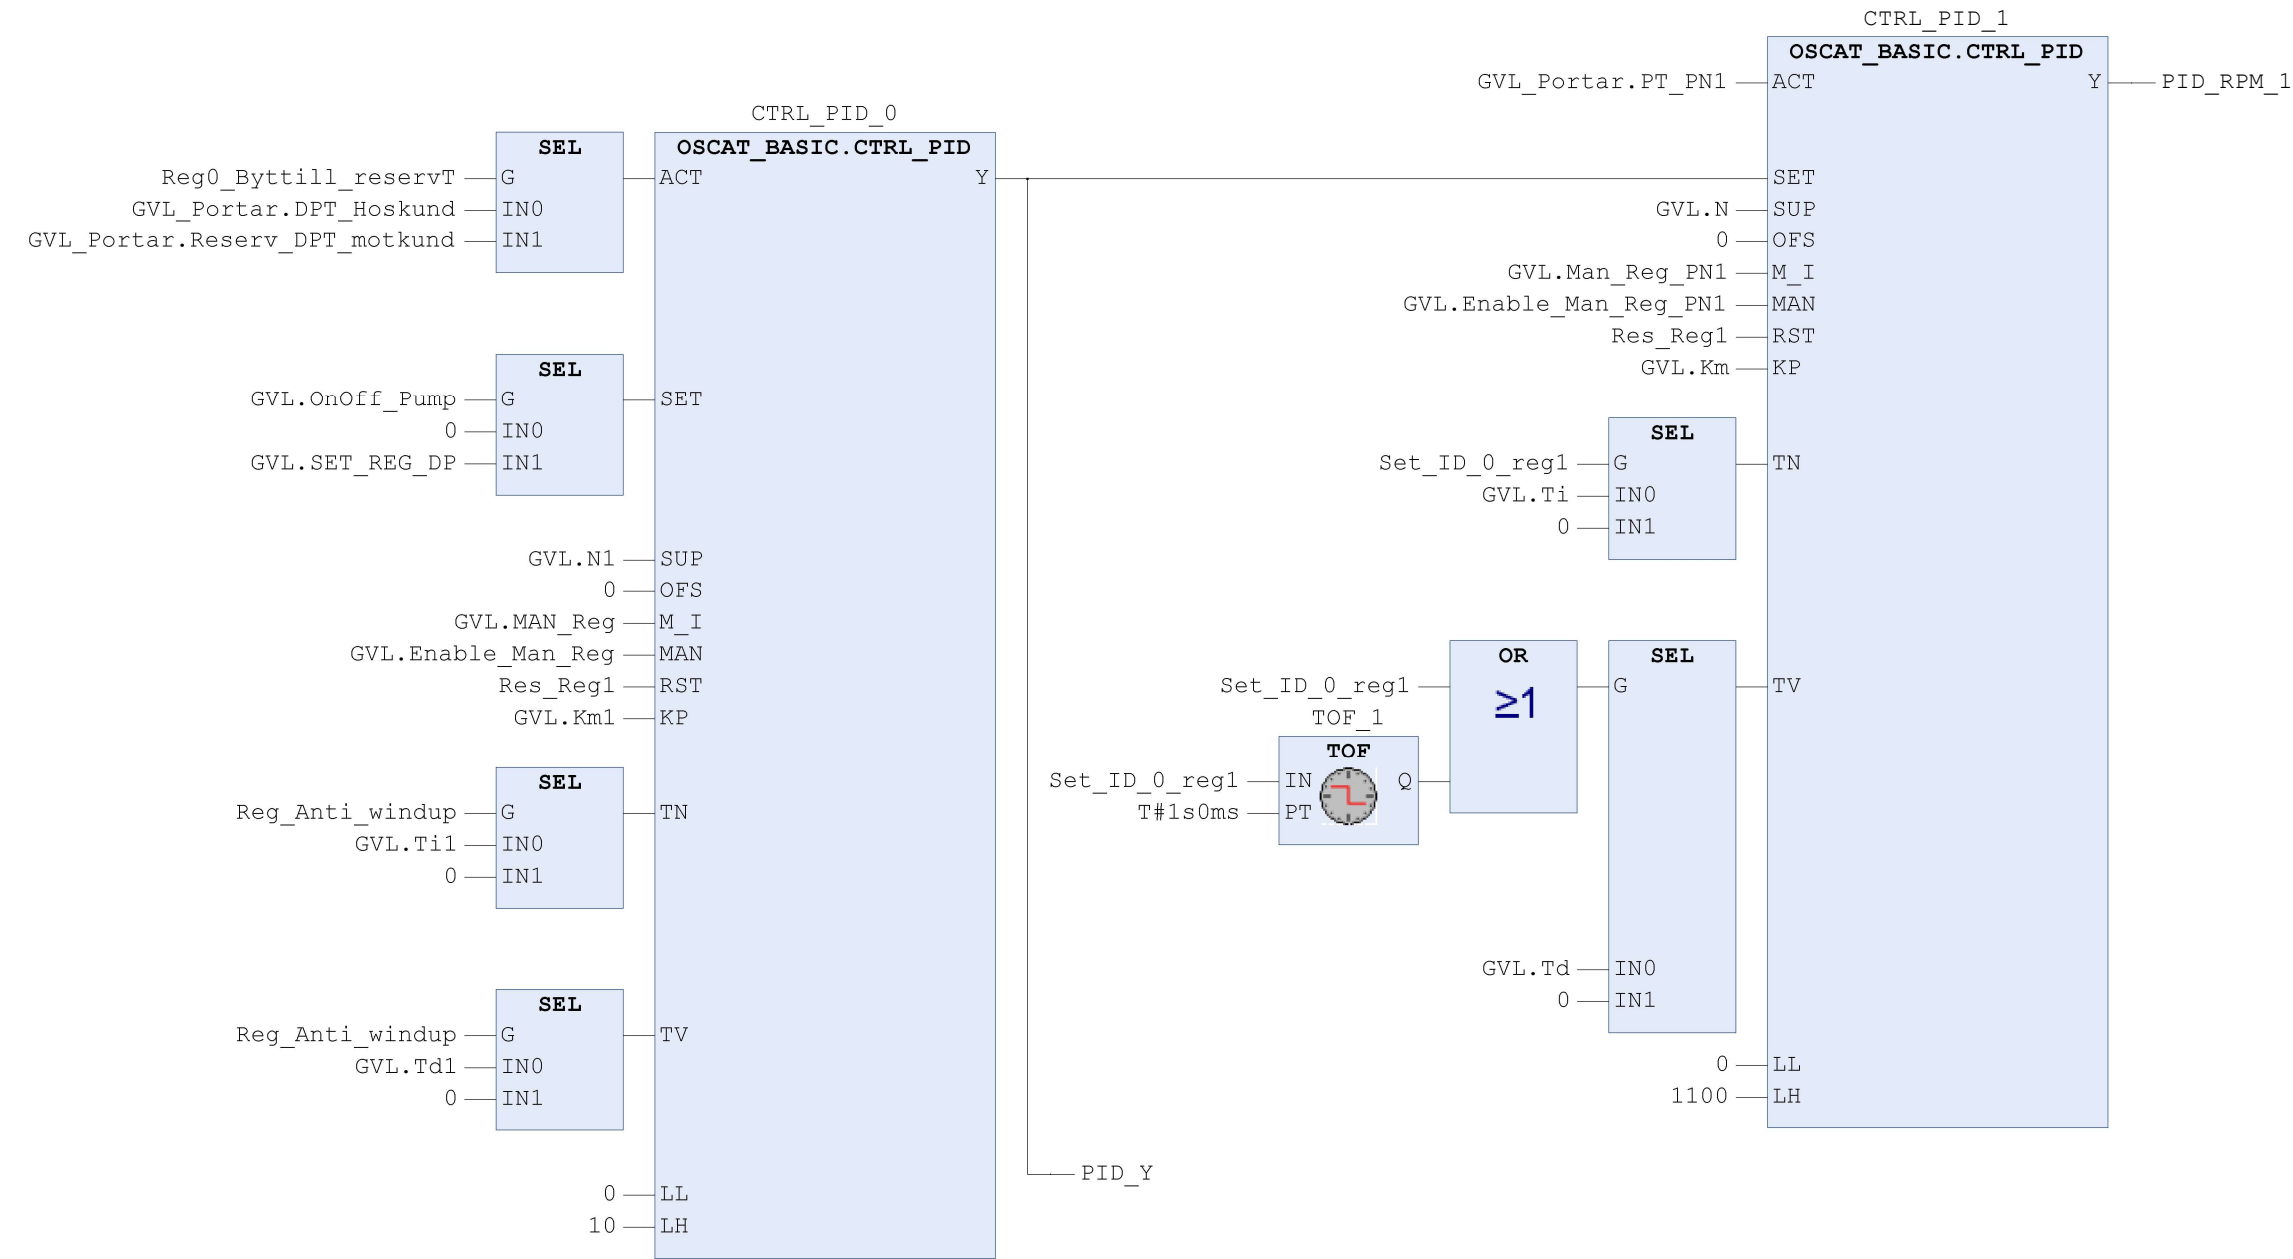 CTRL_PID_0
OSCAT_BASIC.CTRL_PID
SEL
Reg0_Byttill_reservT G ACT Y
GVL_Portar.DPT_Hoskund IN0
GVL_Portar.Reserv_DPT_motkund IN1
SEL
GVL.OnOff_Pump G SET
0 IN0
GVL.SET_REG_DP IN1
GVL.N1 SUP
0 OFS
GVL.MAN_Reg M_I
GVL.Enable_Man_Reg MAN
Res_Reg1 RST
GVL.Km1 KP
SEL
Reg_Anti_windup G TN
GVL.Ti1 IN0
0 IN1
SEL
Reg_Anti_windup G TV
GVL.Td1 IN0
0 IN1
0 LL
10 LH
PID_Y
CTRL_PID_1
OSCAT_BASIC.CTRL_PID
GVL_Portar.PT_PN1 ACT Y PID_RPM_1
SET
GVL.N SUP
0 OFS
GVL.Man_Reg_PN1 M_I
GVL.Enable_Man_Reg_PN1 MAN
Res_Reg1 RST
GVL.Km KP
SEL
Set_ID_0_reg1 G TN
GVL.Ti IN0
0 IN1
OR SEL
Set_ID_0_reg1 ≥1 G TV
TOF_1
TOF
Set_ID_0_reg1 IN Q
T#1s0ms PT
GVL.Td IN0
0 IN1
0 LL
1100 LH